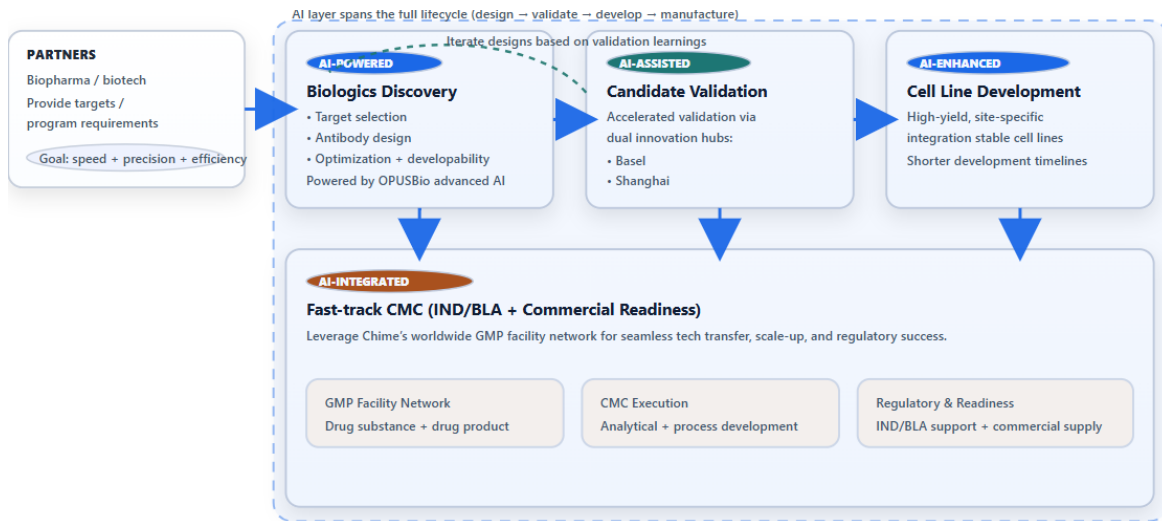 AI layer spans the full lifecycle (design → validate → develop → manufacture)
Iterate designs based on validation learnings
PARTNERS
Biopharma / biotech
Provide targets /
program requirements
Goal: speed + precision + efficiency
AI-POWERED
Biologics Discovery
• Target selection
• Antibody design
• Optimization + developability
Powered by OPUSBio advanced AI
AI-ASSISTED
Candidate Validation
Accelerated validation via
dual innovation hubs:
• Basel
• Shanghai
AI-ENHANCED
Cell Line Development
High-yield, site-specific
integration stable cell lines
Shorter development timelines
AI-INTEGRATED
Fast-track CMC (IND/BLA + Commercial Readiness)
Leverage Chime's worldwide GMP facility network for seamless tech transfer, scale-up, and regulatory success.
GMP Facility Network
Drug substance + drug product
CMC Execution
Analytical + process development
Regulatory & Readiness
IND/BLA support + commercial supply